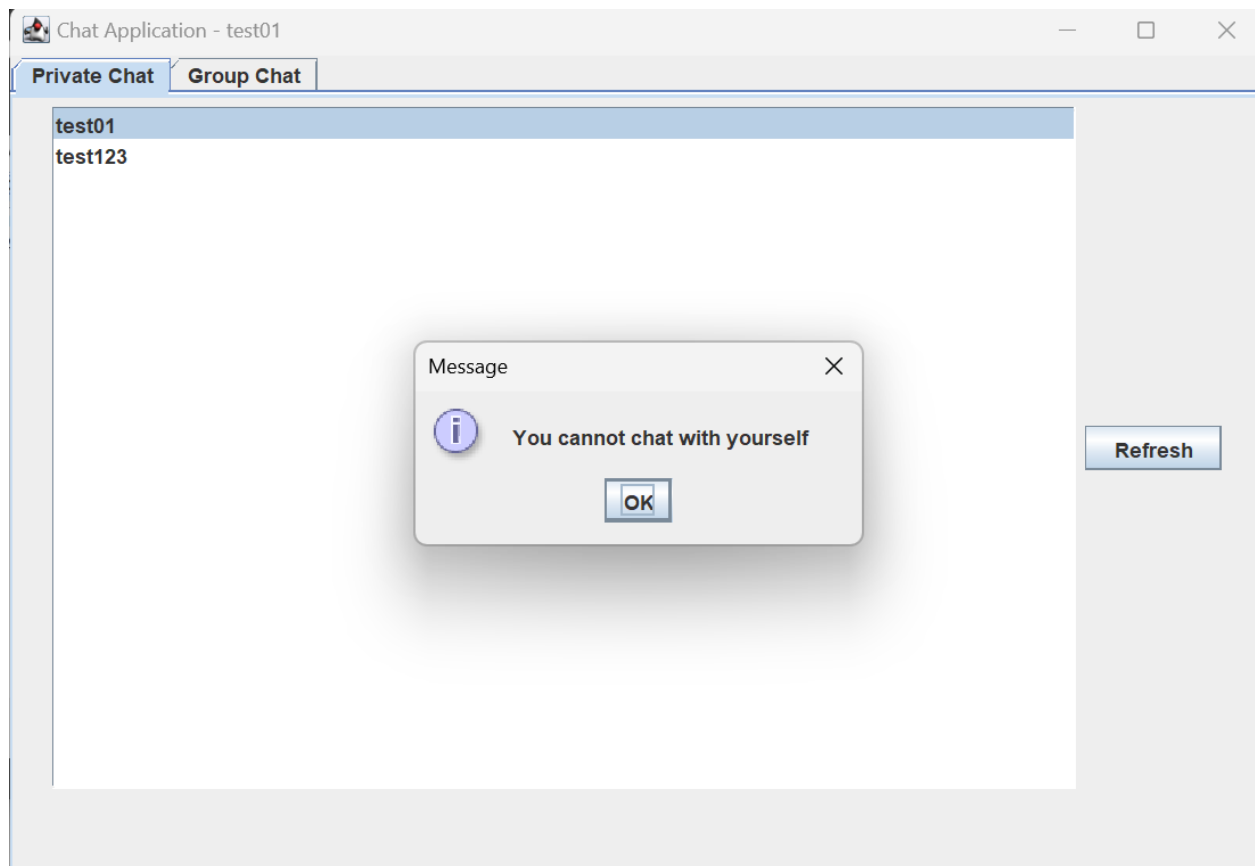 Chat Application - test01
Private Chat Group Chat
test01
test123
Message
You cannot chat with yourself
OK
Refresh